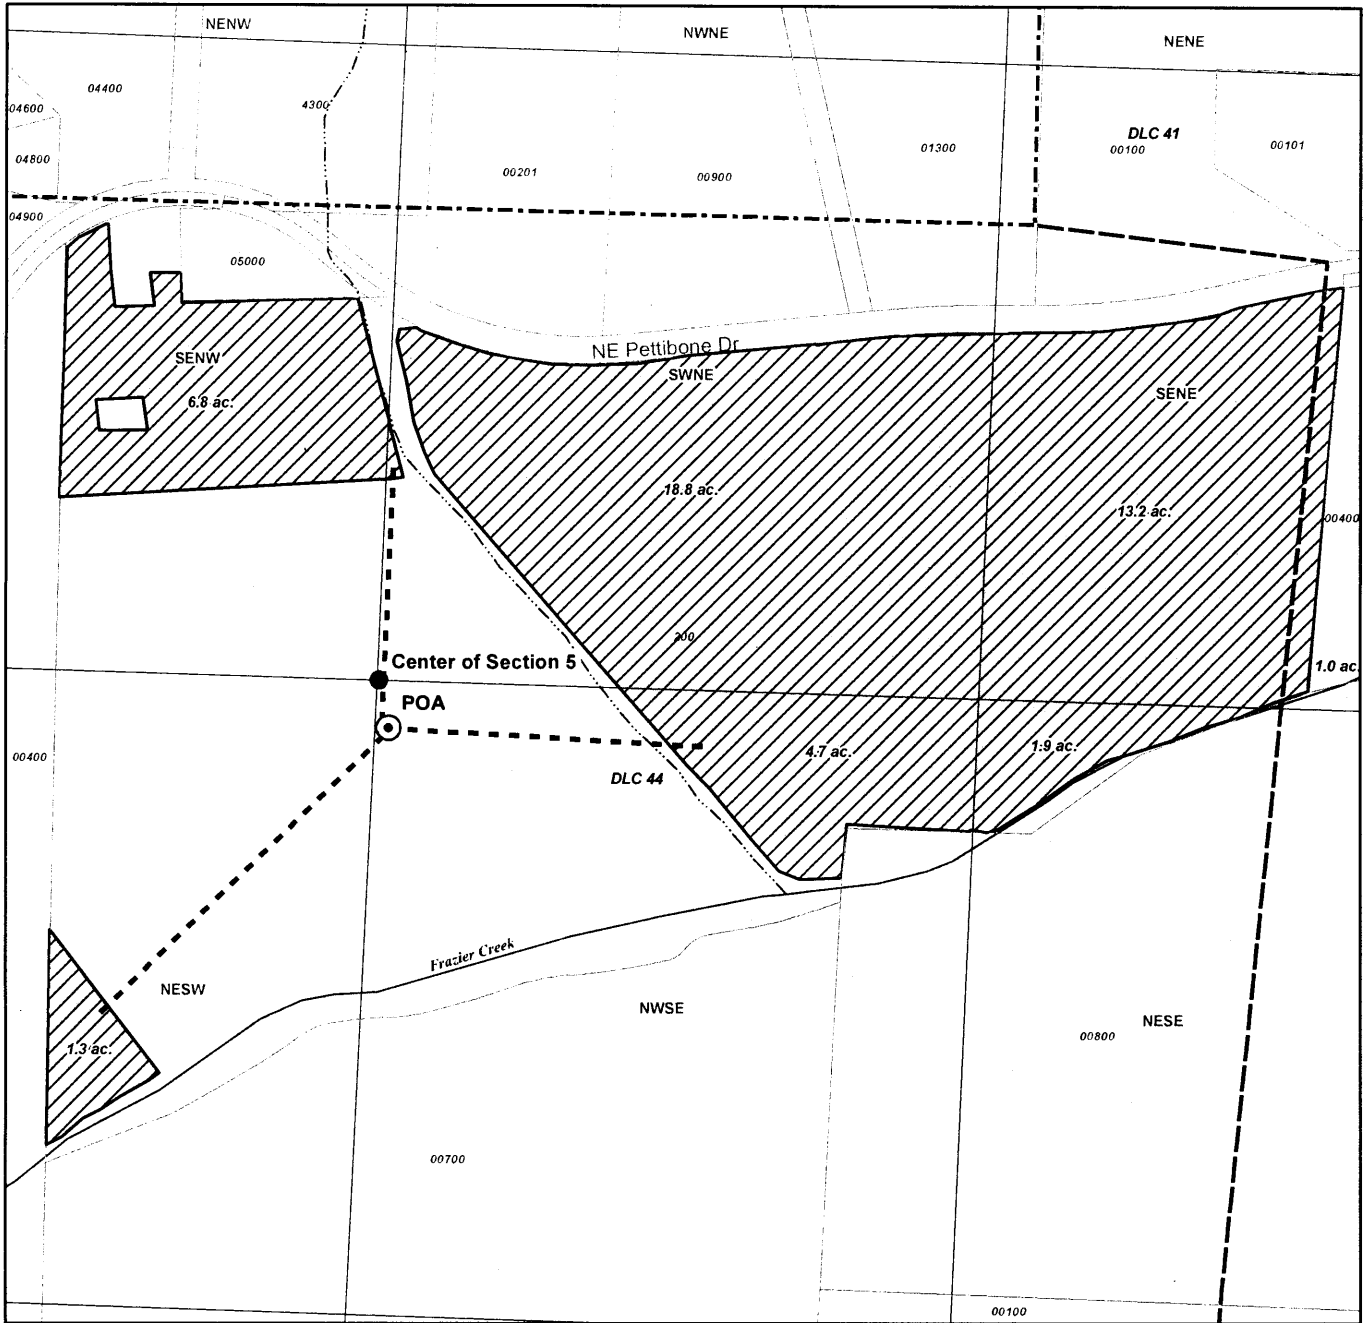 NENW
NWNE
NENE
04400
04600
4300
DLC 41
04800
01300
00100
00101
00201
00900
04900
05000
NE Pettibone Dr
SENW
SWNE
SENE
6.8 ac.
18.8 ac.
13.2 ac.
00400
200
Center of Section 5
1.0 ac.
POA
4.7 ac.
1.9 ac.
00400
DLC 44
Frazier Creek
NESW
NWSE
NESE
00800
1.3 ac.
00700
00100